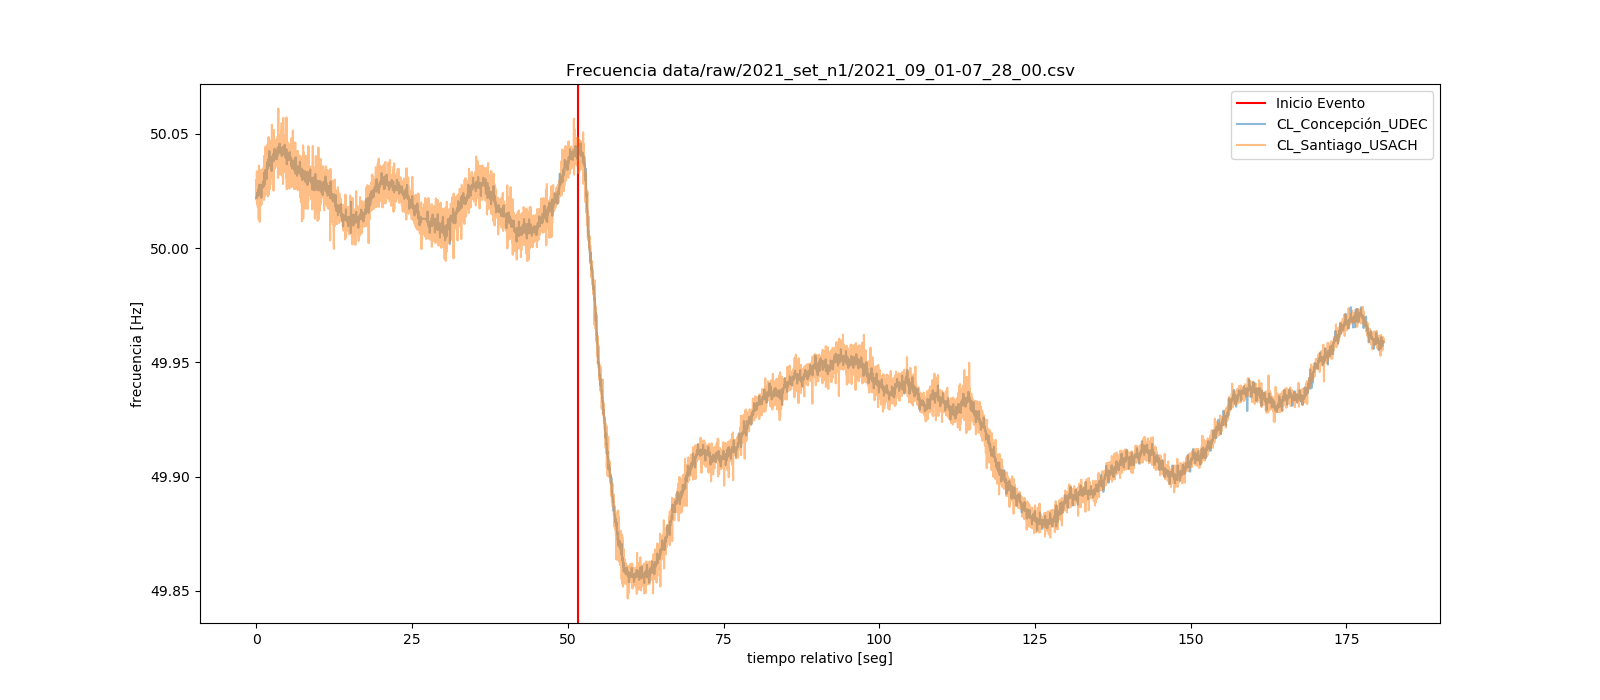 Frecuencia data/raw/2021_set_n1/2021_09_01-07_28_00.csv
Inicio Evento
CL_Concepción_UDEC
CL_Santiago_USACH
50.05
50.00
49.95
49.90
49.85
frecuencia [Hz]
0 25 50 75 100 125 150 175
tiempo relativo [seg]